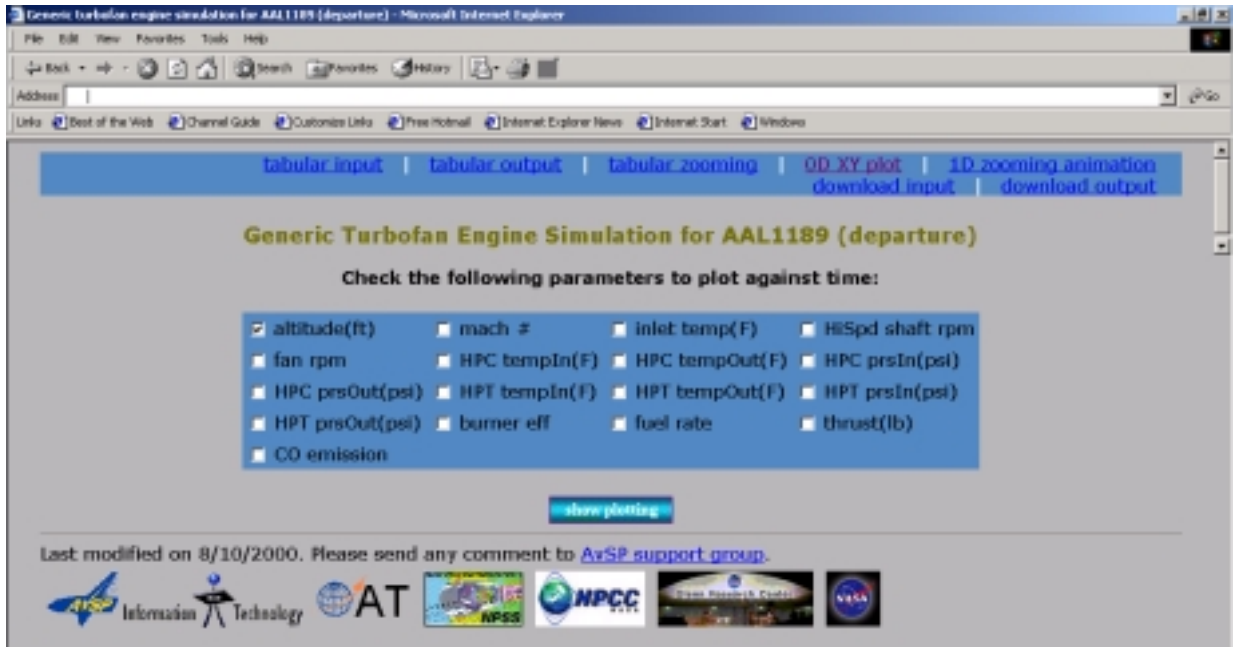 Generic turbofan engine simulation for AAL1189 (departure) - Microsoft Internet Explorer
File Edit View Favorites Tools Help
Back Search Favorites History
Address Go
Links Best of the Web Channel Guide Customize Links Free Hotmail Internet Explorer News Internet Start Windows
tabular input | tabular output | tabular zooming | 0D XY plot | 1D zooming animation
download input | download output
Generic Turbofan Engine Simulation for AAL1189 (departure)
Check the following parameters to plot against time:
altitude(ft) mach # inlet temp(F) HiSpd shaft rpm
fan rpm HPC tempIn(F) HPC tempOut(F) HPC prsIn(psi)
HPC prsOut(psi) HPT tempIn(F) HPT tempOut(F) HPT prsIn(psi)
HPT prsOut(psi) burner eff fuel rate thrust(lb)
CO emission
show plotting
Last modified on 8/10/2000. Please send any comment to AvSP support group.
AvSP Information Technology AT NPSS NPCC Glenn Research Center NASA